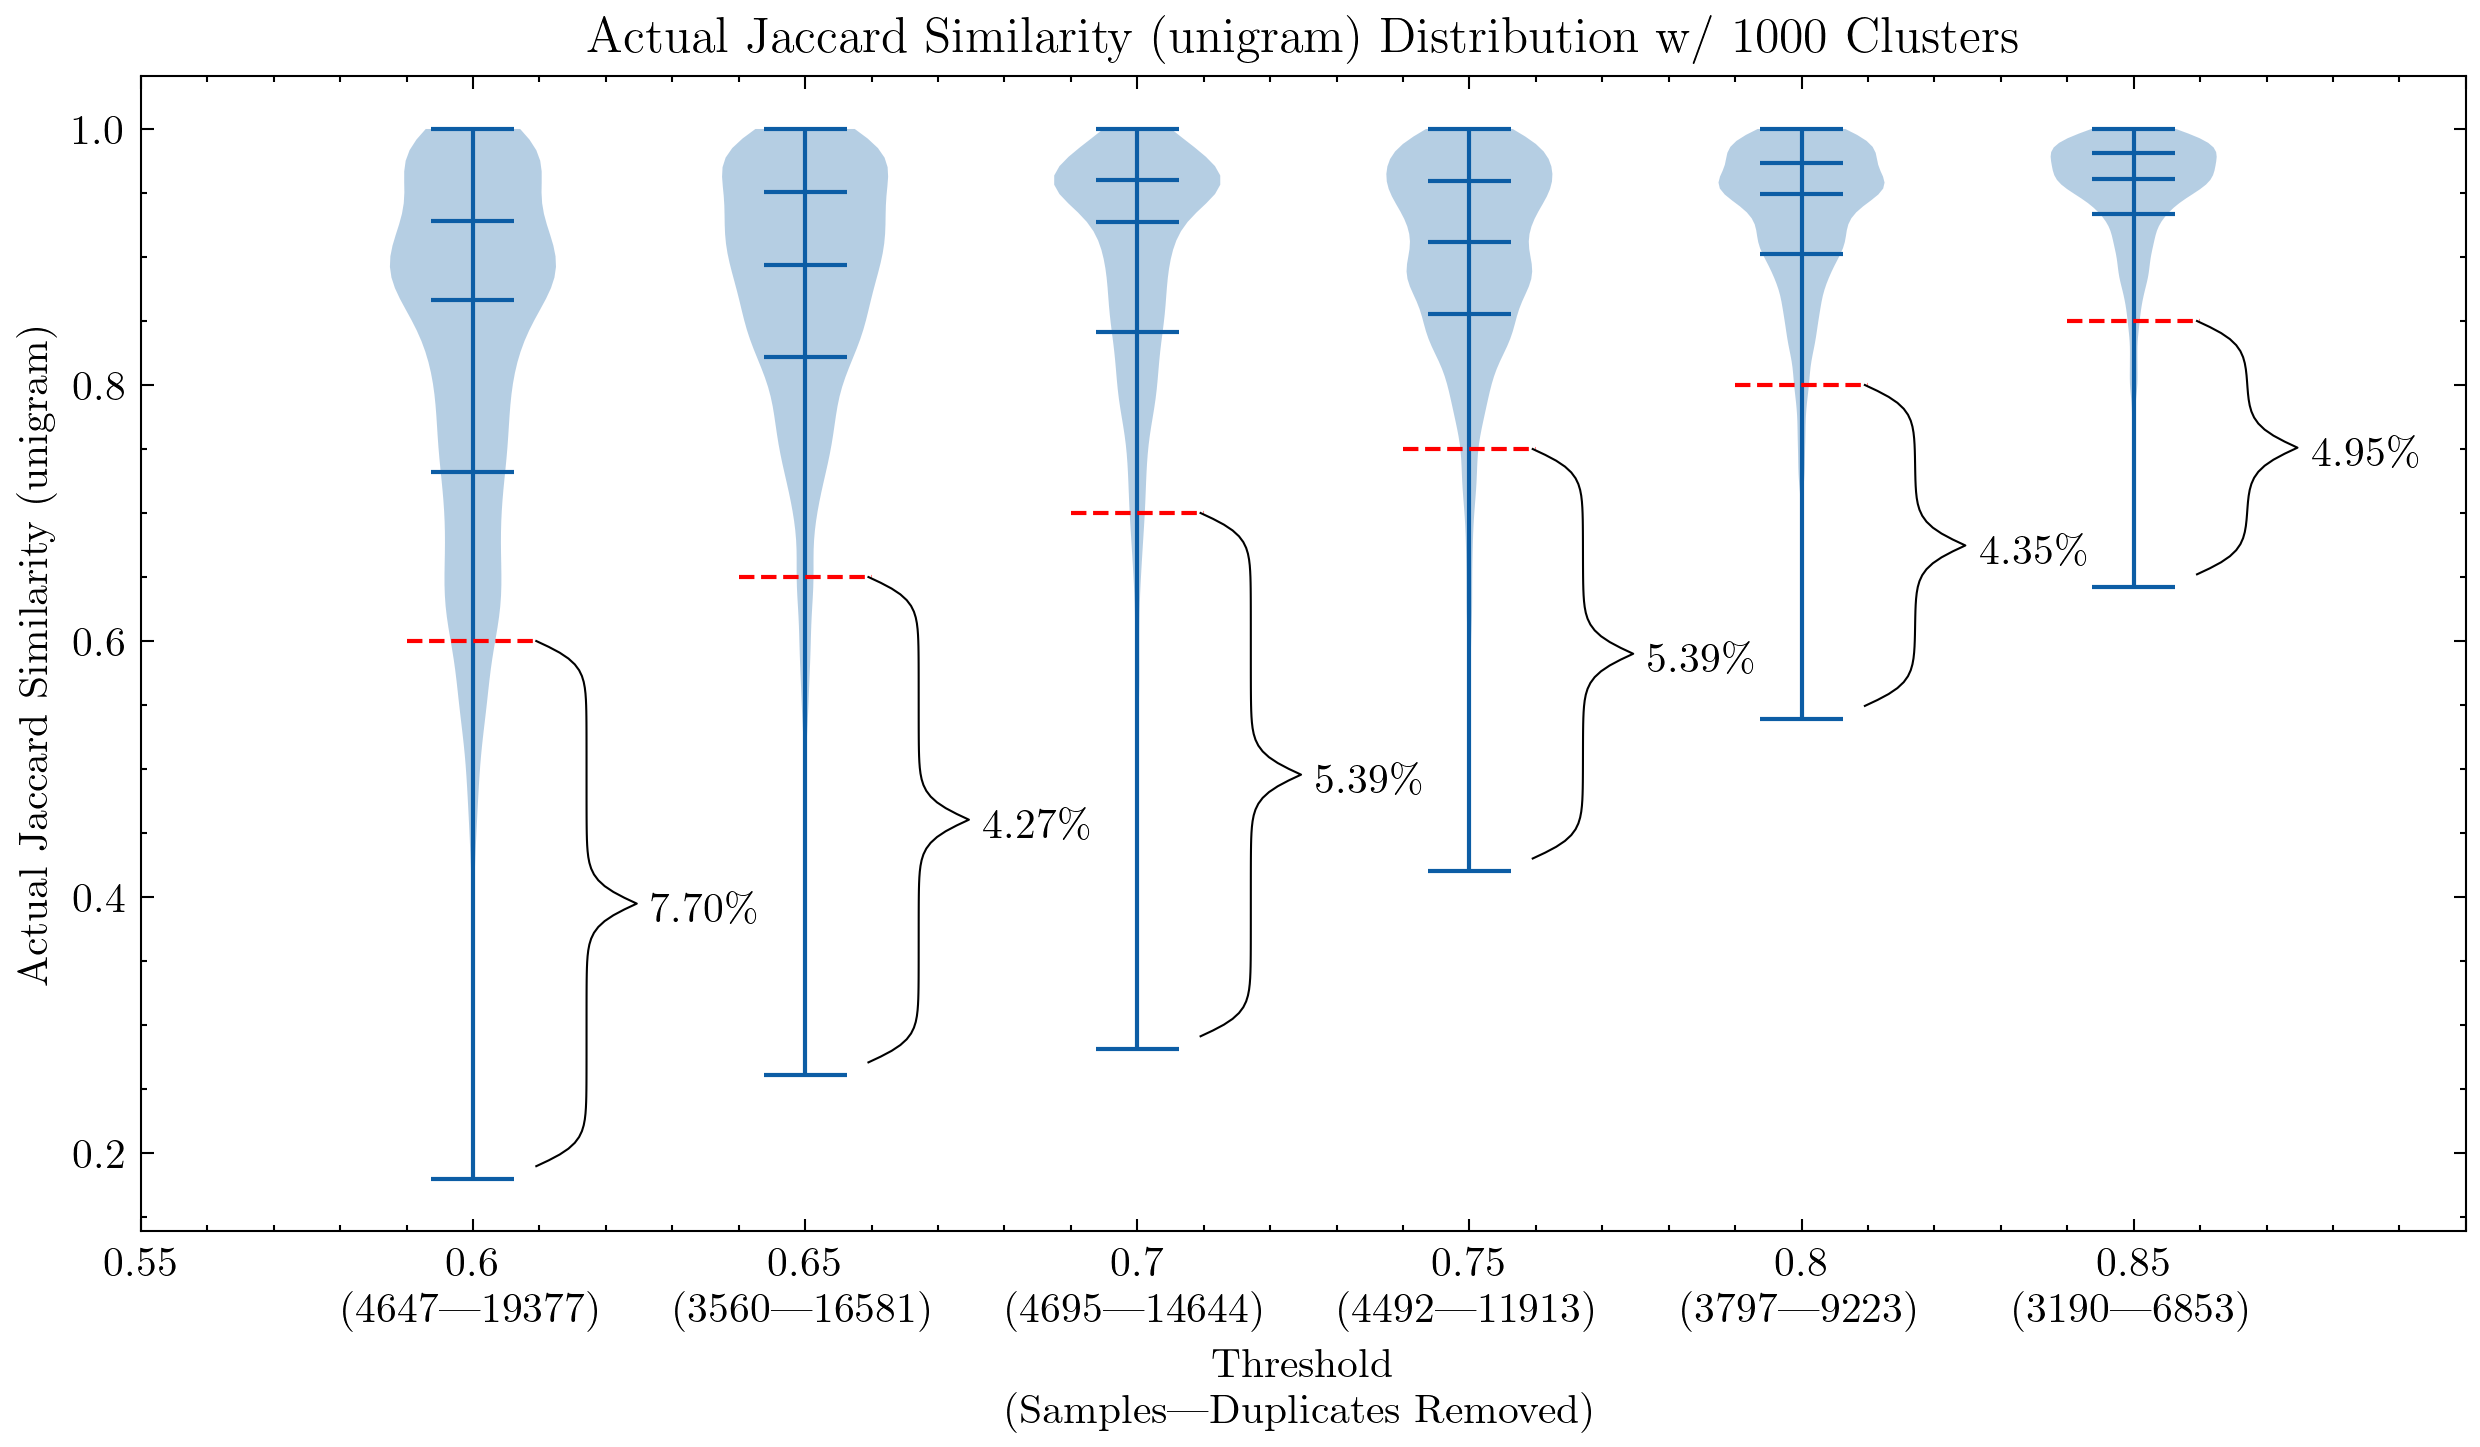 Actual Jaccard Similarity (unigram) Distribution w/ 1000 Clusters
Actual Jaccard Similarity (unigram)
1.0
0.8
0.6
0.4
0.2
4.95%
4.35%
5.39%
5.39%
4.27%
7.70%
0.55 0.6 0.65 0.7 0.75 0.8 0.85
(4647—19377) (3560—16581) (4695—14644) (4492—11913) (3797—9223) (3190—6853)
Threshold
(Samples—Duplicates Removed)